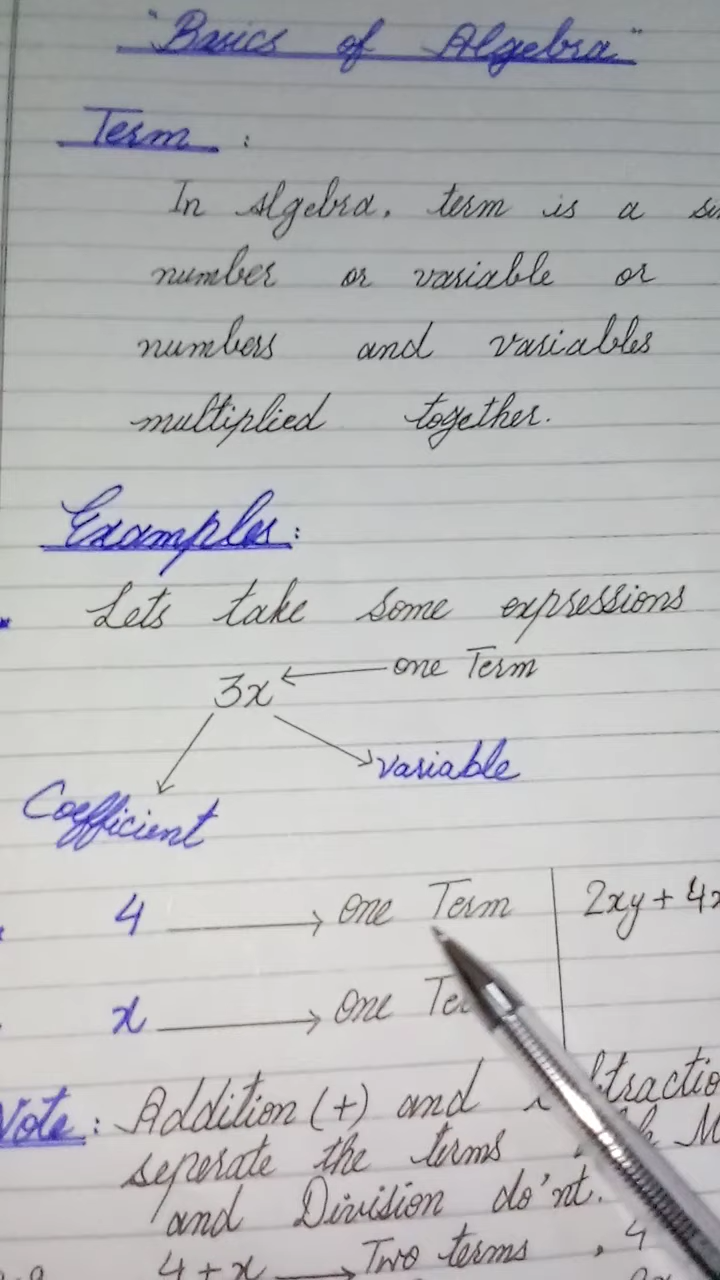 "Basics of Algebra"
Term :
In Algebra, term is a
number or variable or
numbers and variables
multiplied together.
Examples:
Lets take some expressions
3x ← one Term
variable
Coefficient
4 → One Term 2xy + 4x
x → One
Note: Addition (+) and
seperate the terms
and Division do'nt.
4 + x → Two terms , 4